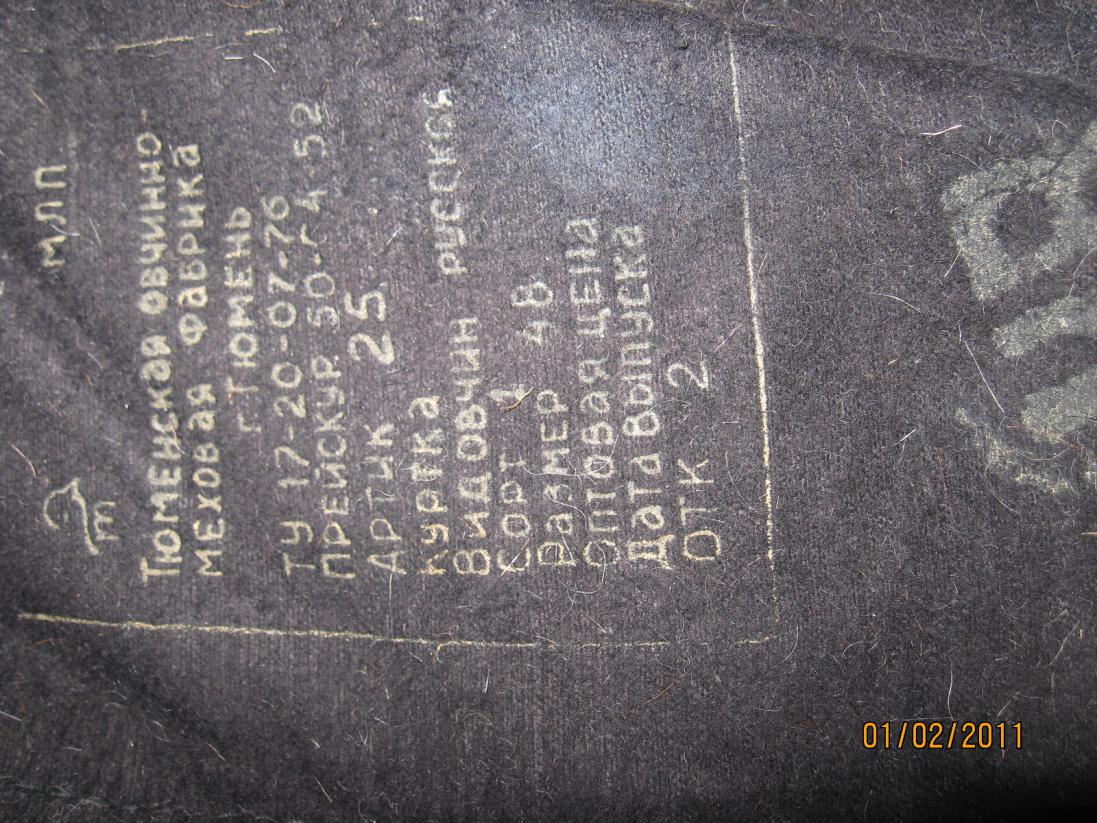 МЛП
т
Тюменская овчинно-
меховая фабрика
г. Тюмень
ТУ 17-20-07-76
Прейскур 50-Г-4.52
Артик 25
Куртка
Вид овчин русская
Сорт 1
Размер 48
Оптовая цена
Дата выпуска
ОТК 2
01/02/2011